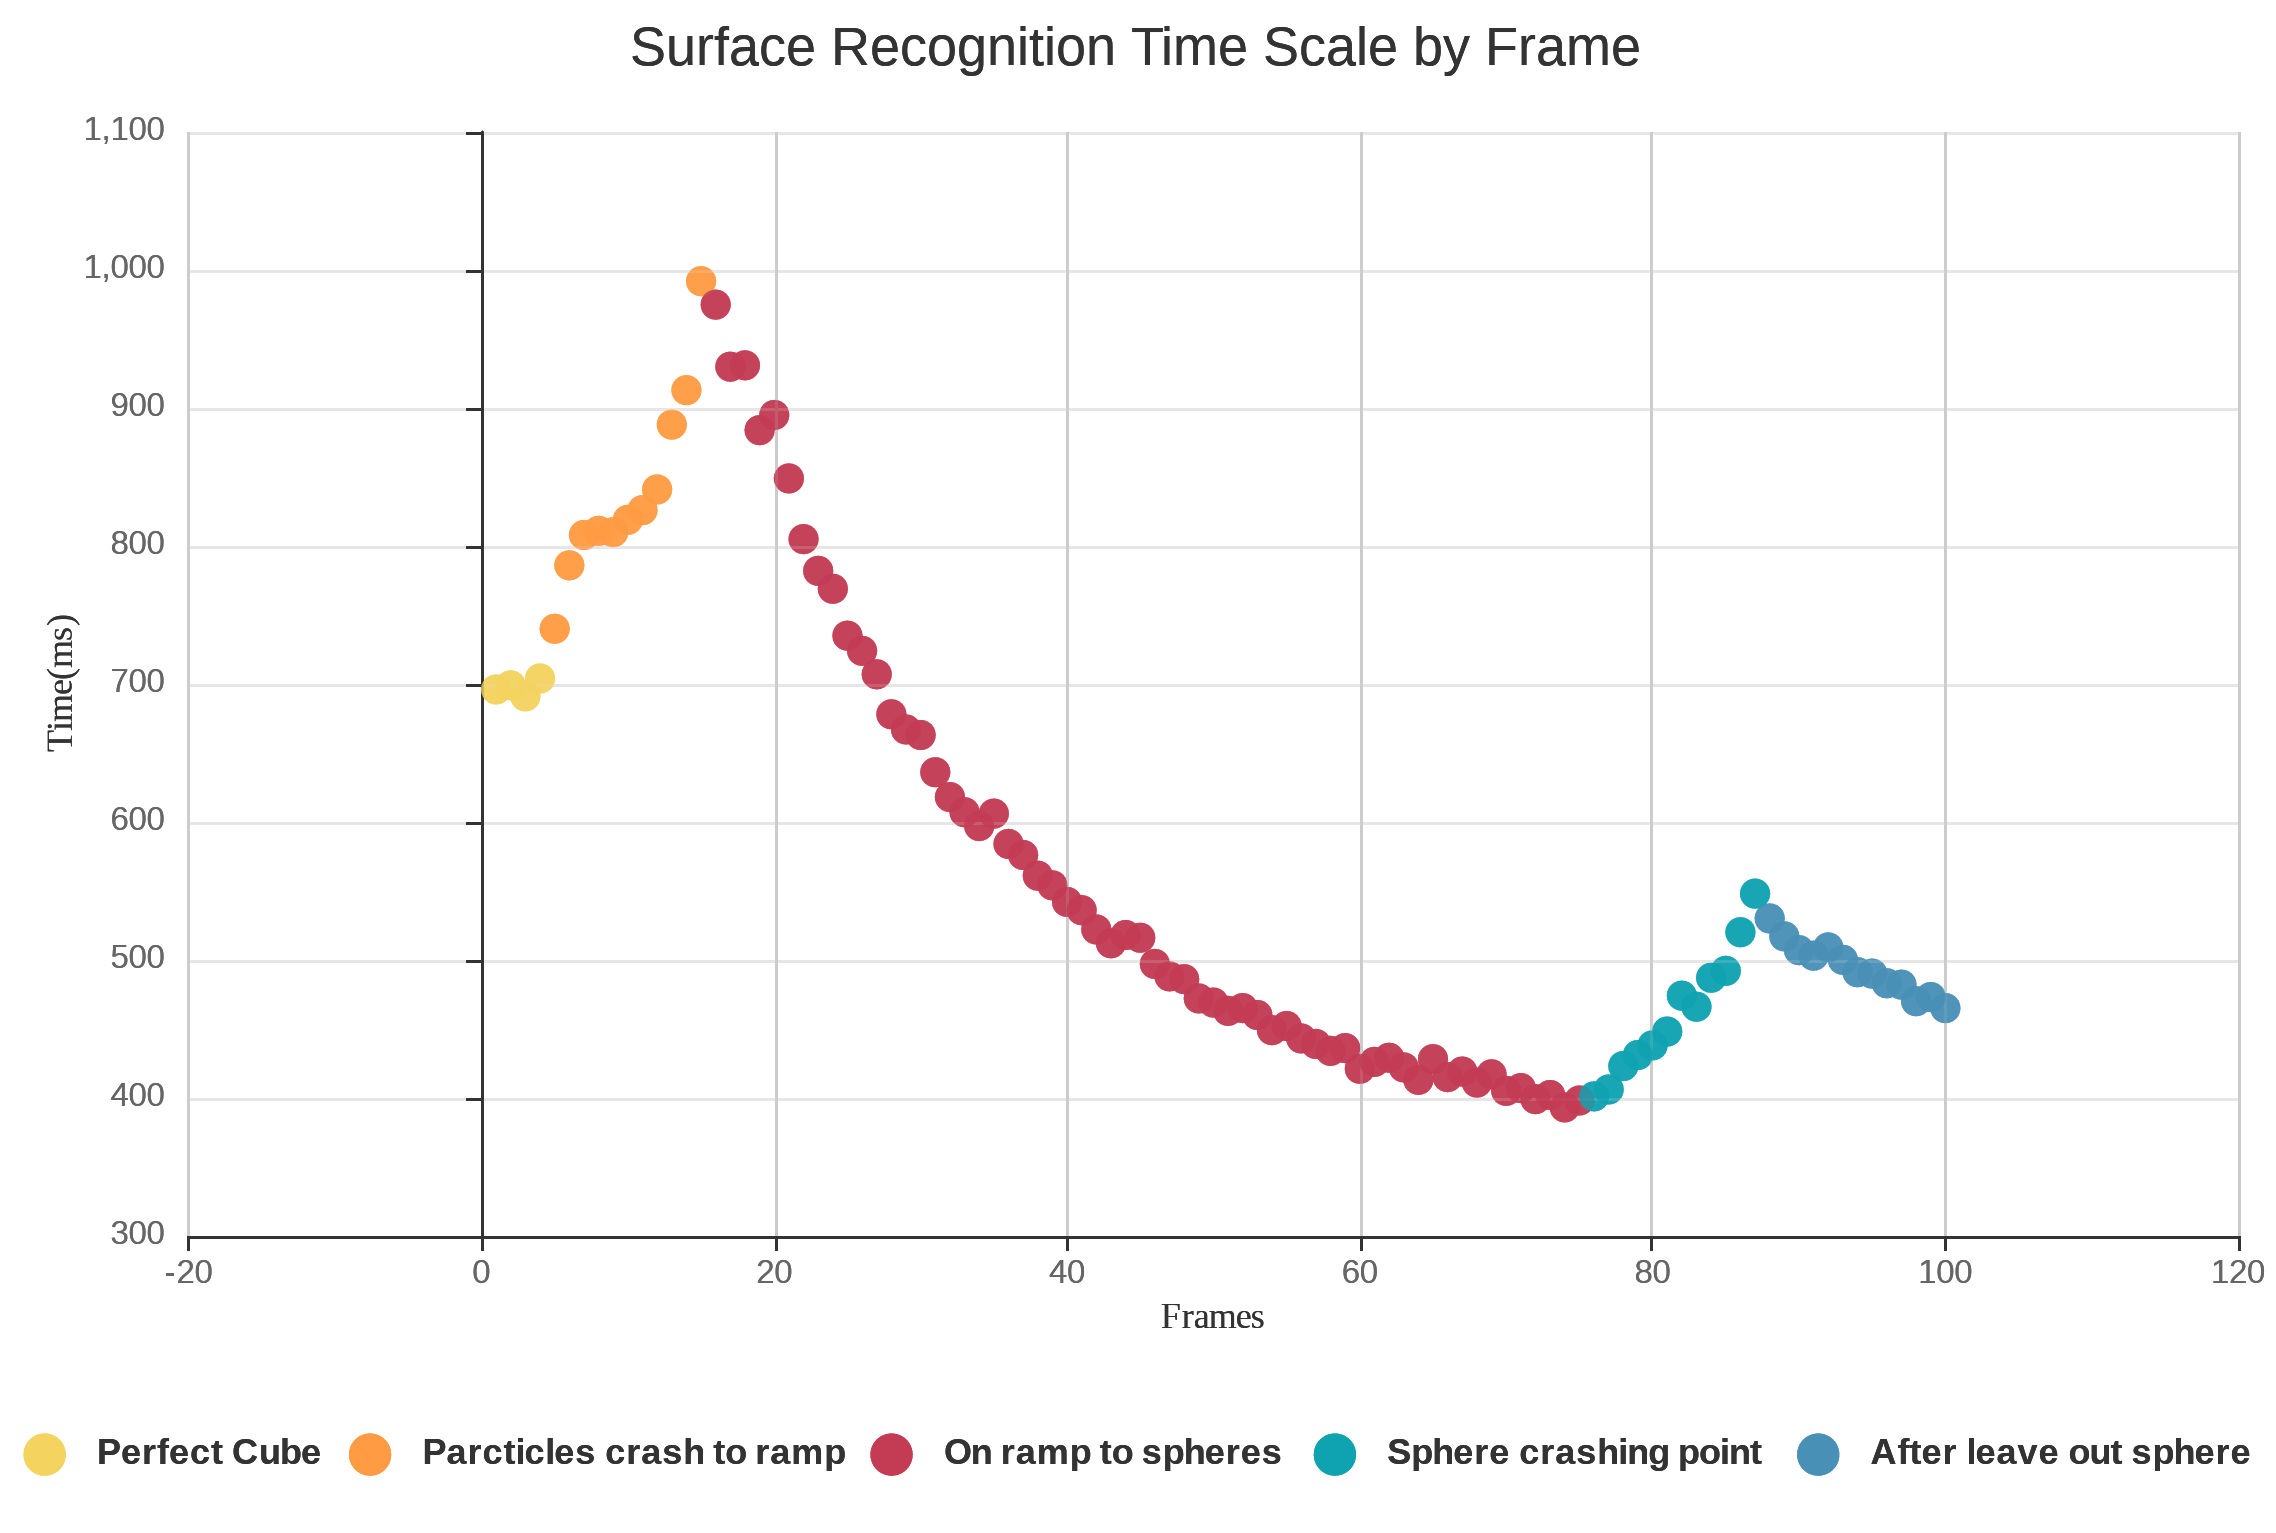 Surface Recognition Time Scale by Frame
1,100
1,000
900
800
700
600
500
400
300
Time(ms)
-20 0 20 40 60 80 100 120
Frames
Perfect Cube Parcticles crash to ramp On ramp to spheres Sphere crashing point After leave out sphere